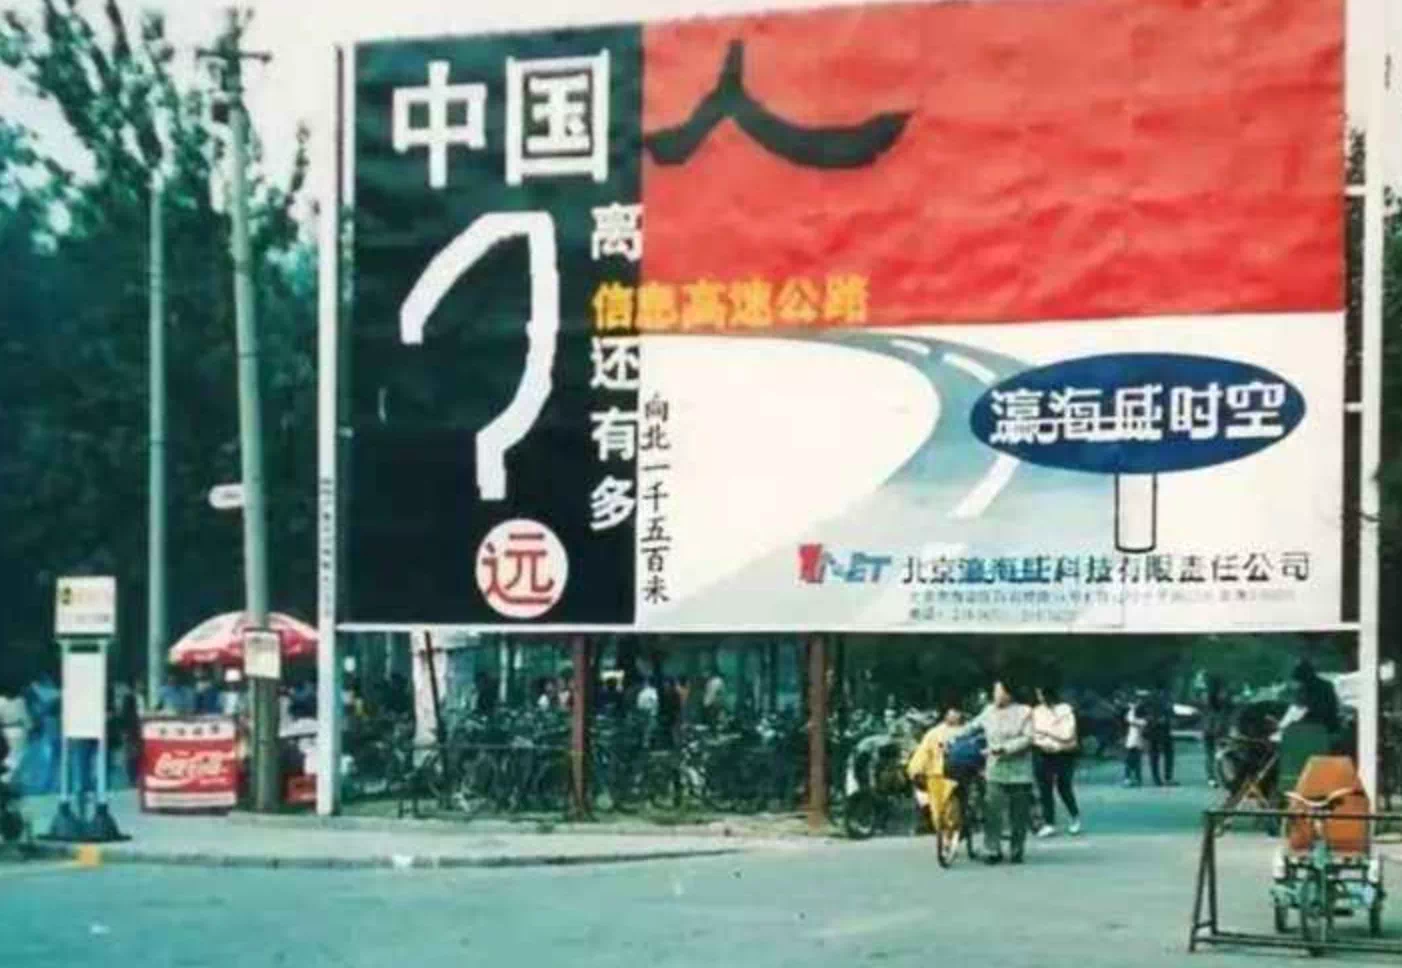 中国人
离
信息高速公路
还有多
远
?
向北一千五百米
瀛海威时空
北京瀛海威科技有限责任公司
Coca-Cola